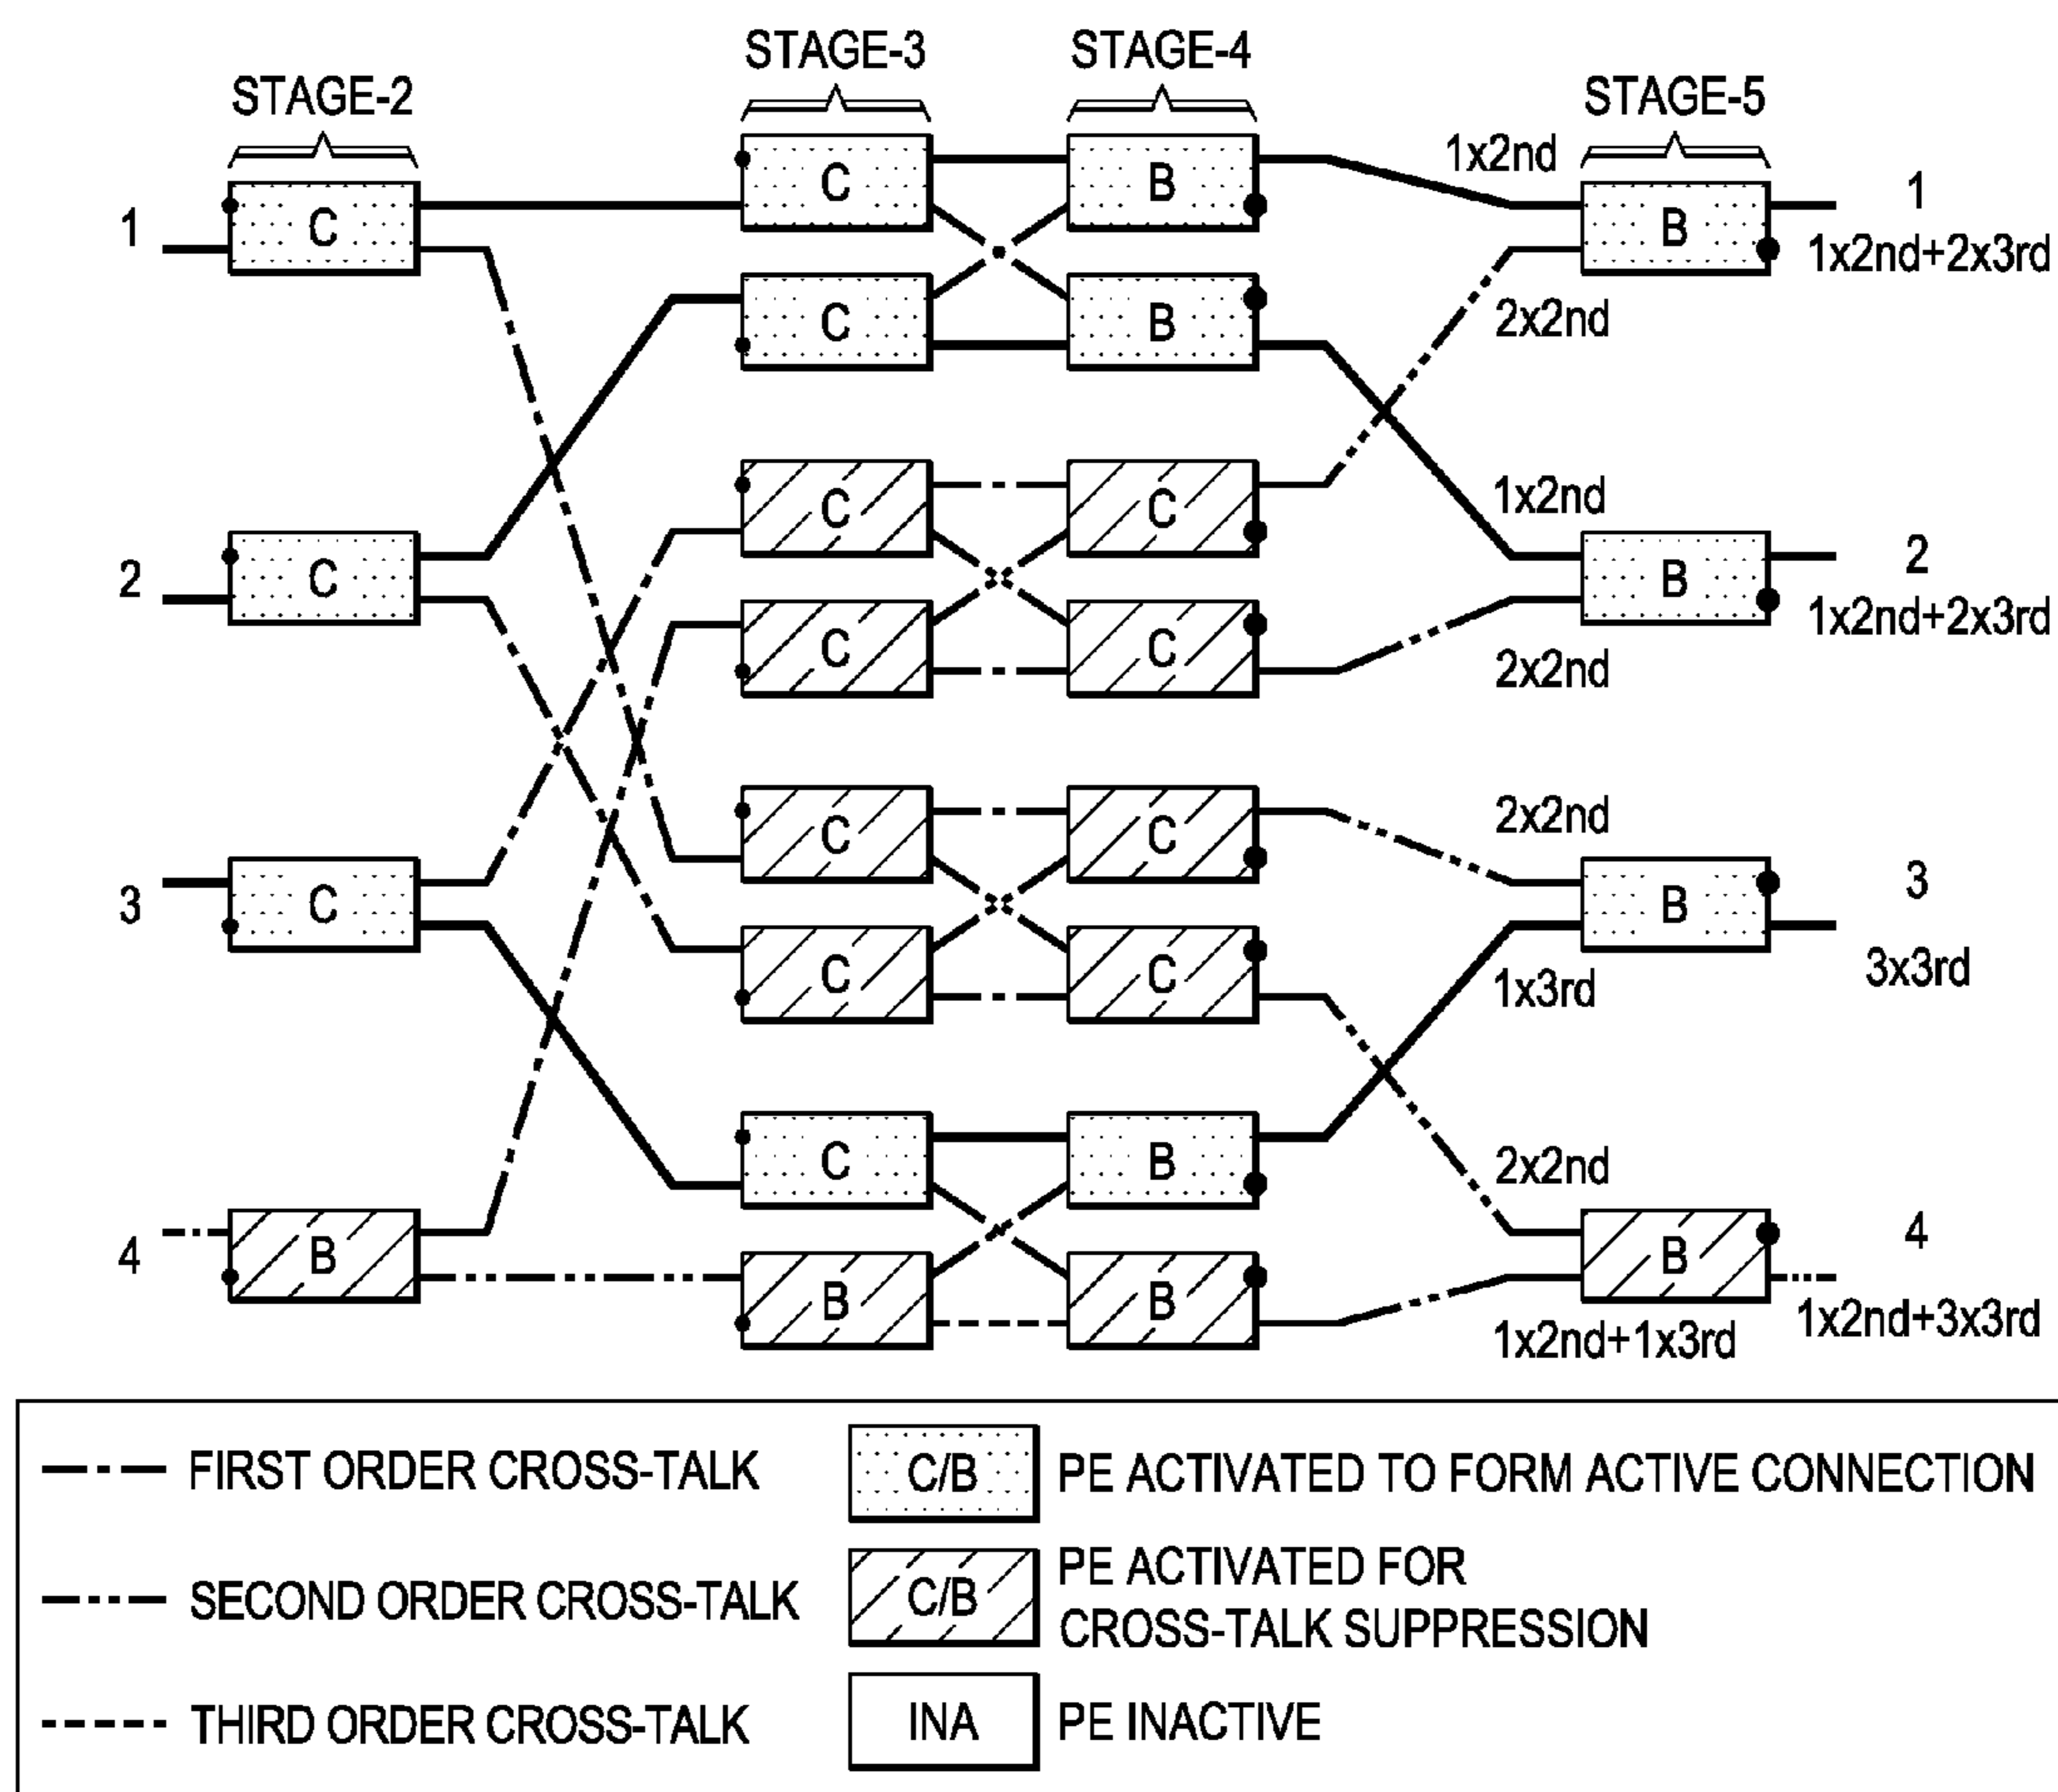 STAGE-3
STAGE-4
STAGE-2
STAGE-5
1x2nd
C
B
1
C
B
1
B
1x2nd+2x3rd
C
B
2x2nd
C
C
1x2nd
2
C
2
B
1x2nd+2x3rd
C
C
2x2nd
C
C
2x2nd
3
C
3
B
3x3rd
C
C
1x3rd
C
B
2x2nd
4
B
4
B
1x2nd+3x3rd
B
B
1x2nd+1x3rd
FIRST ORDER CROSS-TALK
C/B
PE ACTIVATED TO FORM ACTIVE CONNECTION
SECOND ORDER CROSS-TALK
C/B
PE ACTIVATED FOR
CROSS-TALK SUPPRESSION
THIRD ORDER CROSS-TALK
INA
PE INACTIVE